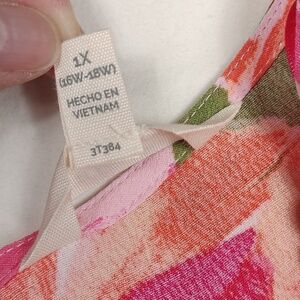 1X
(16W-18W)
HECHO EN
VIETNAM
3T364